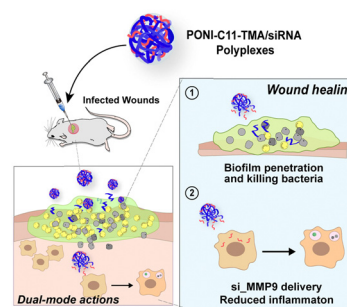 PONI-C11-TMA/siRNA
Polyplexes
Infected Wounds
Dual-mode actions
Wound healin
1
Biofilm penetration
and killing bacteria
2
si_MMP9 delivery
Reduced inflammaton